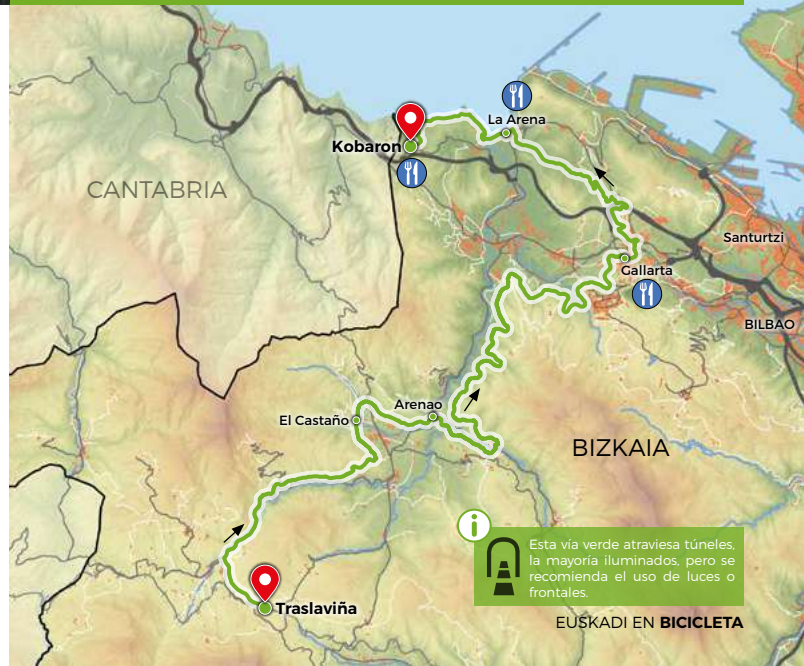 La Arena
Kobaron
CANTABRIA
Santurtzi
Gallarta
BILBAO
Arenao
El Castaño
BIZKAIA
i
Esta vía verde atraviesa túneles,
la mayoría iluminados, pero se
recomienda el uso de luces o
frontales.
Traslaviña
EUSKADI EN BICICLETA